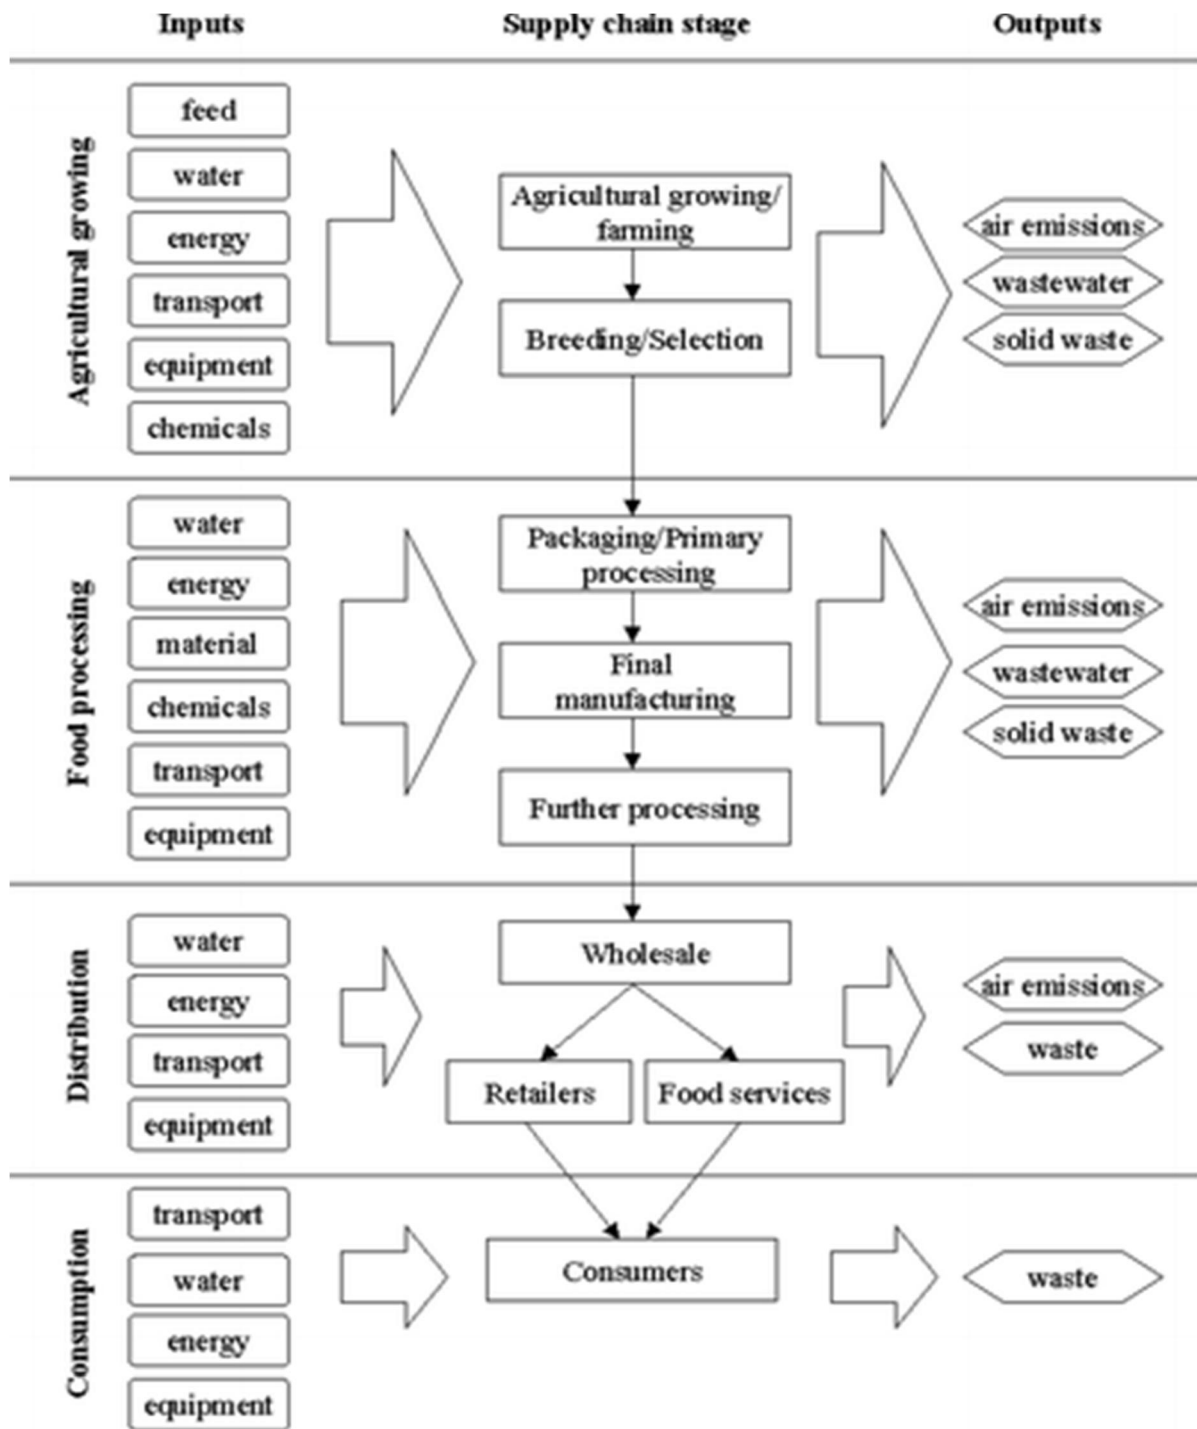 Inputs
Supply chain stage
Outputs
Agricultural growing
feed
water
energy
transport
equipment
chemicals
Agricultural growing/
farming
Breeding/Selection
air emissions
wastewater
solid waste
Food processing
water
energy
material
chemicals
transport
equipment
Packaging/Primary
processing
Final
manufacturing
Further processing
air emissions
wastewater
solid waste
Distribution
water
energy
transport
equipment
Wholesale
Retailers
Food services
air emissions
waste
Consumption
transport
water
energy
equipment
Consumers
waste